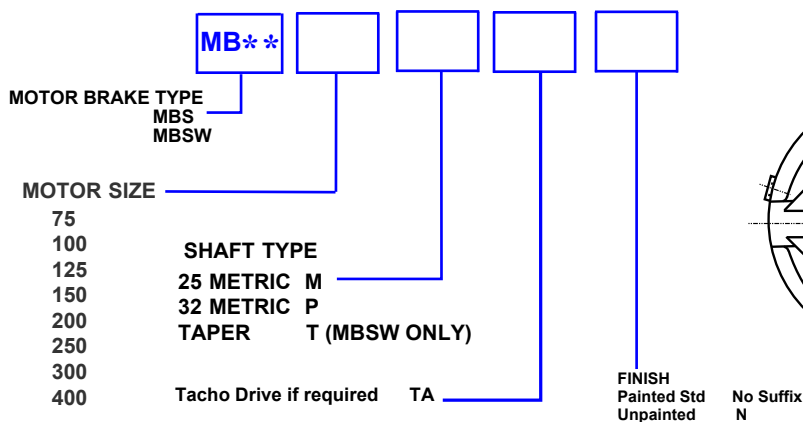 MB**
MOTOR BRAKE TYPE
MBS
MBSW
MOTOR SIZE
75
100
125
150
200
250
300
400
SHAFT TYPE
25 METRIC M
32 METRIC P
TAPER T (MBSW ONLY)
Tacho Drive if required TA
FINISH
Painted Std No Suffix
Unpainted N